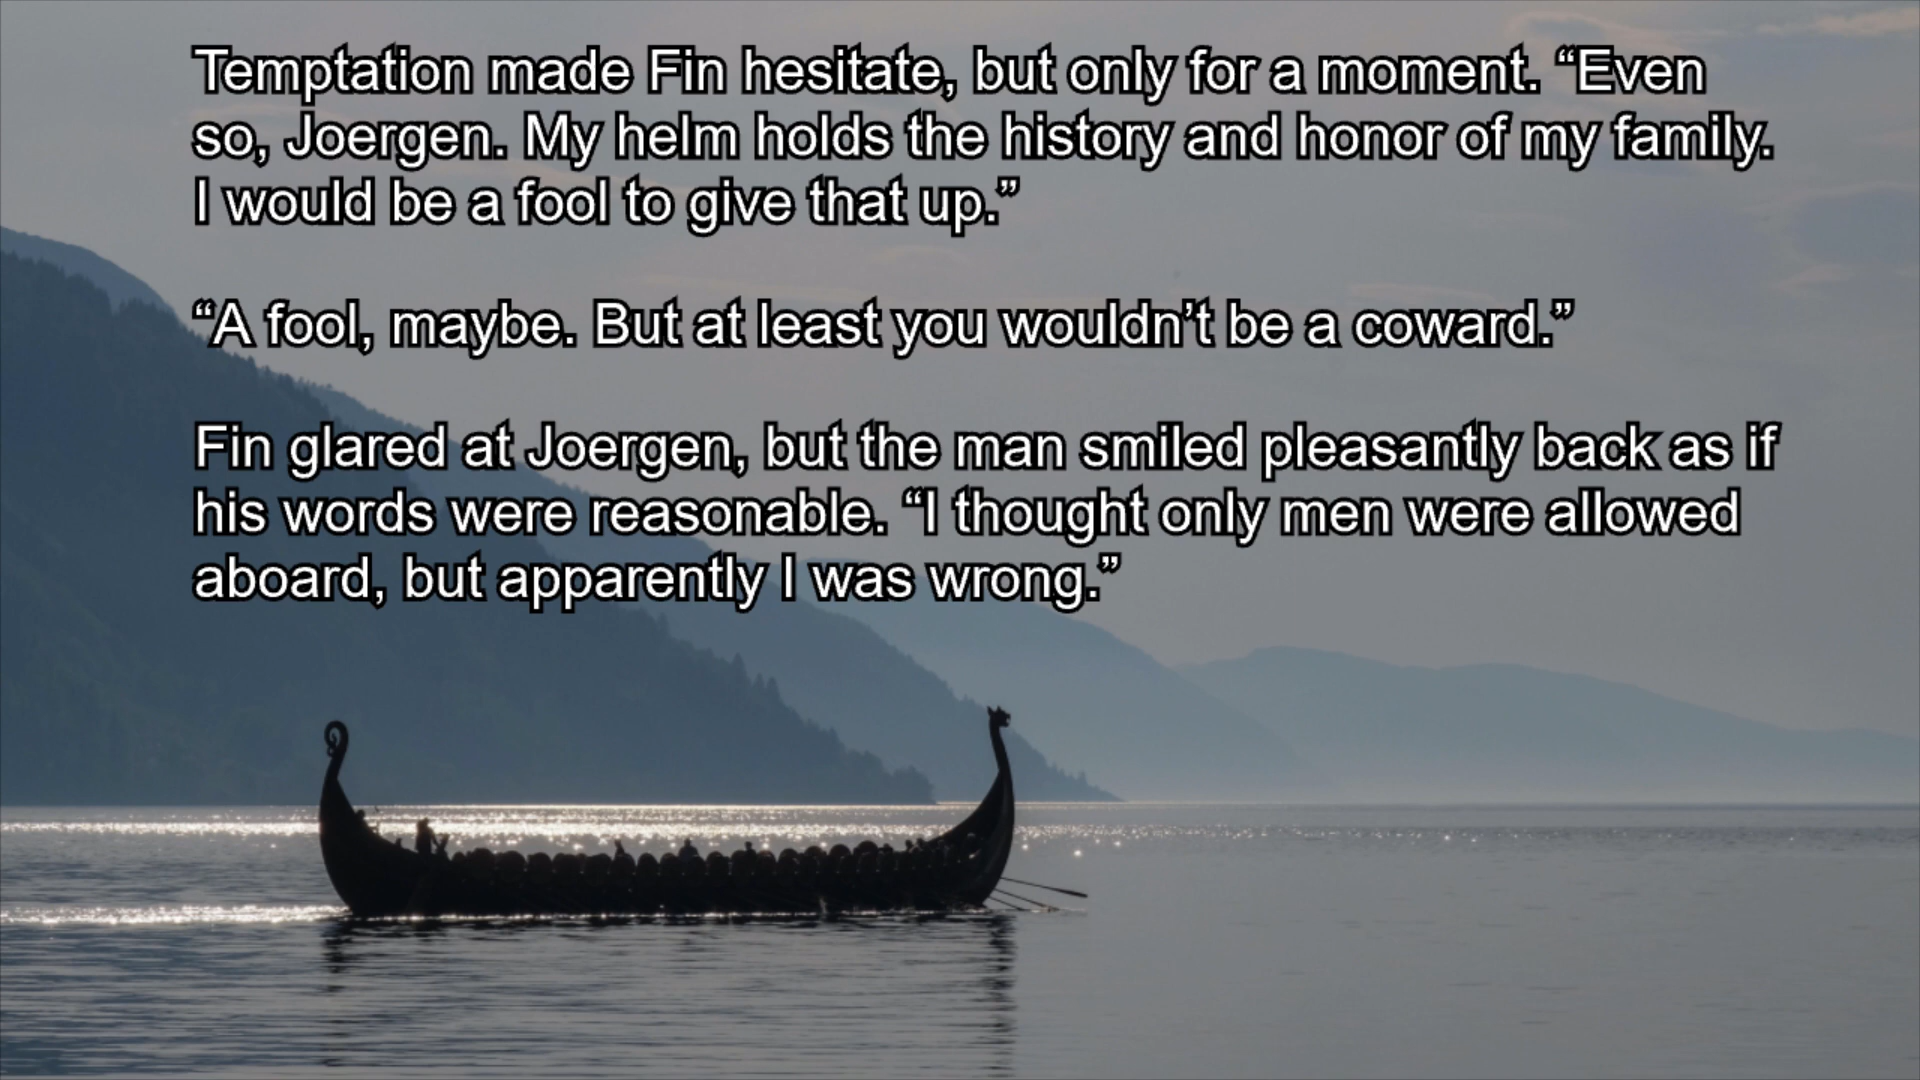 Temptation made Fin hesitate, but only for a moment. “Even
so, Joergen. My helm holds the history and honor of my family.
I would be a fool to give that up.”
“A fool, maybe. But at least you wouldn’t be a coward.”
Fin glared at Joergen, but the man smiled pleasantly back as if
his words were reasonable. “I thought only men were allowed
aboard, but apparently I was wrong.”